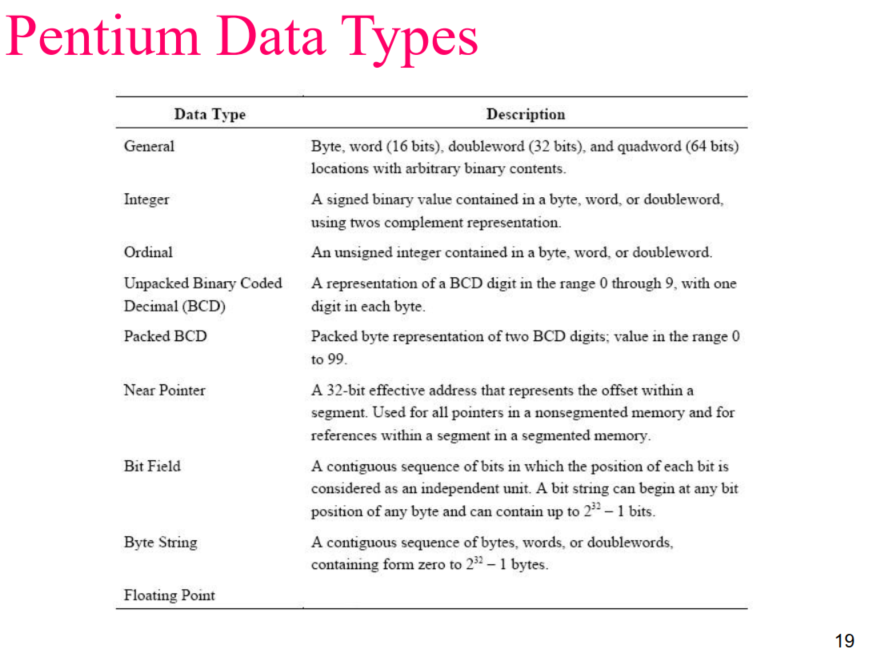 Pentium Data Types
Data Type Description
General Byte, word (16 bits), doubleword (32 bits), and quadword (64 bits)
locations with arbitrary binary contents.
Integer A signed binary value contained in a byte, word, or doubleword,
using twos complement representation.
Ordinal An unsigned integer contained in a byte, word, or doubleword.
Unpacked Binary Coded A representation of a BCD digit in the range 0 through 9, with one
Decimal (BCD) digit in each byte.
Packed BCD Packed byte representation of two BCD digits; value in the range 0
to 99.
Near Pointer A 32-bit effective address that represents the offset within a
segment. Used for all pointers in a nonsegmented memory and for
references within a segment in a segmented memory.
Bit Field A contiguous sequence of bits in which the position of each bit is
considered as an independent unit. A bit string can begin at any bit
position of any byte and can contain up to 2³² – 1 bits.
Byte String A contiguous sequence of bytes, words, or doublewords,
containing form zero to 2³² – 1 bytes.
Floating Point
19